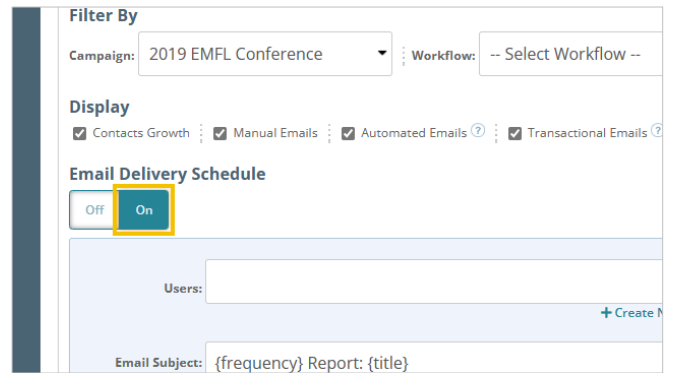 Filter By
Campaign: 2019 EMFL Conference Workflow: -- Select Workflow --
Display
Contacts Growth Manual Emails Automated Emails ? Transactional Emails ?
Email Delivery Schedule
Off On
Users:
+ Create
Email Subject: {frequency} Report: {title}